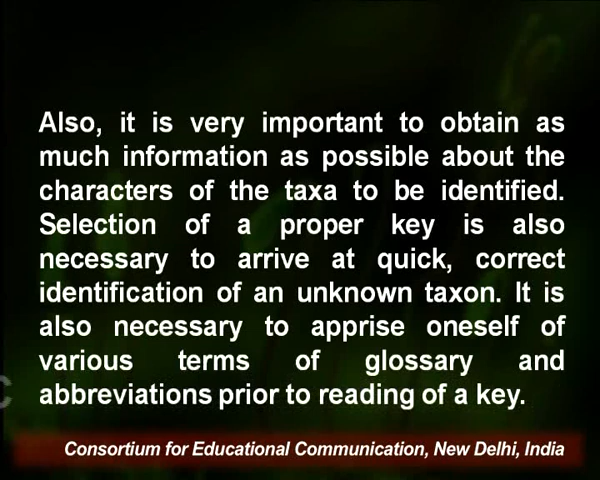 Also, it is very important to obtain as
much information as possible about the
characters of the taxa to be identified.
Selection of a proper key is also
necessary to arrive at quick, correct
identification of an unknown taxon. It is
also necessary to apprise oneself of
various terms of glossary and
abbreviations prior to reading of a key.
C
Consortium for Educational Communication, New Delhi, India